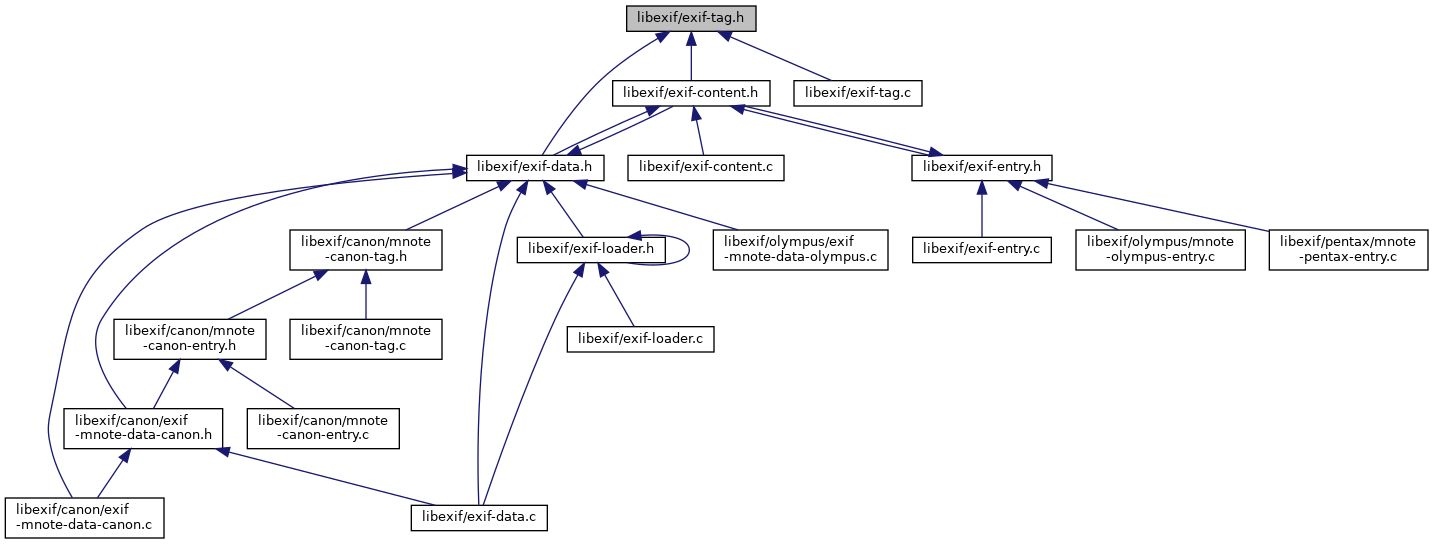 libexif/exif-tag.h
libexif/exif-content.h
libexif/exif-tag.c
libexif/exif-data.h
libexif/exif-content.c
libexif/exif-entry.h
libexif/canon/mnote
-canon-tag.h
libexif/exif-loader.h
libexif/olympus/exif
-mnote-data-olympus.c
libexif/exif-entry.c
libexif/olympus/mnote
-olympus-entry.c
libexif/pentax/mnote
-pentax-entry.c
libexif/canon/mnote
-canon-entry.h
libexif/canon/mnote
-canon-tag.c
libexif/exif-loader.c
libexif/canon/exif
-mnote-data-canon.h
libexif/canon/mnote
-canon-entry.c
libexif/canon/exif
-mnote-data-canon.c
libexif/exif-data.c